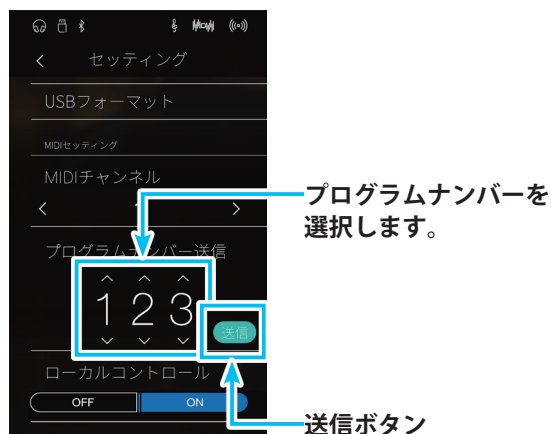 セッティング
USBフォーマット
MIDIセッティング
MIDIチャンネル
プログラムナンバー送信
プログラムナンバーを
選択します。
1 2 3
送信
ローカルコントロール
OFF ON
送信ボタン